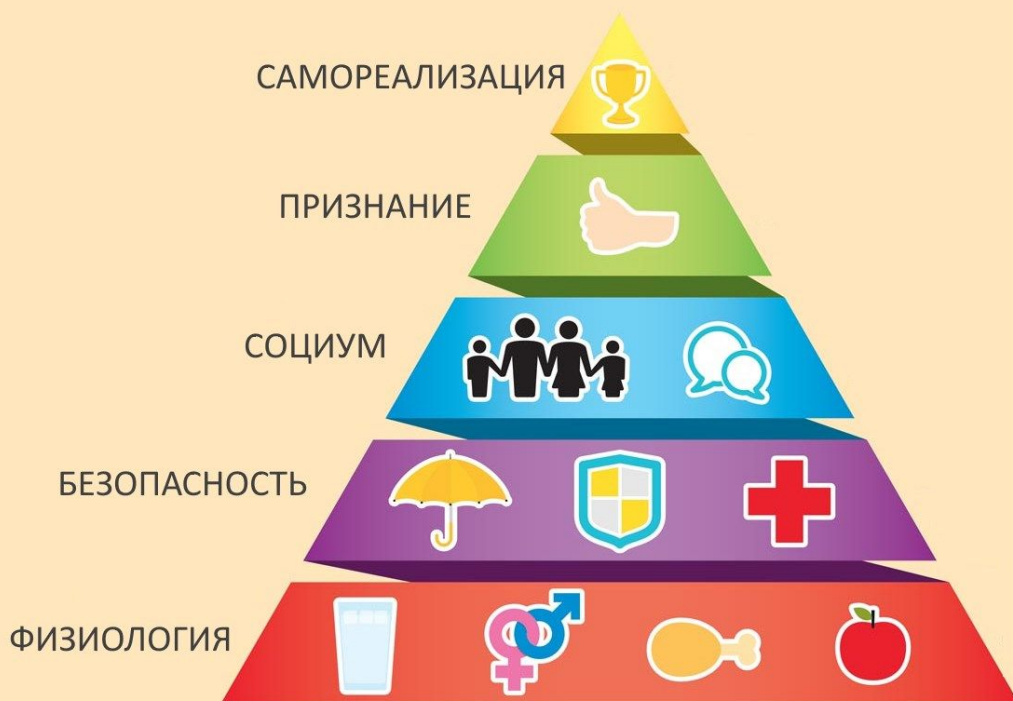 САМОРЕАЛИЗАЦИЯ
ПРИЗНАНИЕ
СОЦИУМ
БЕЗОПАСНОСТЬ
ФИЗИОЛОГИЯ